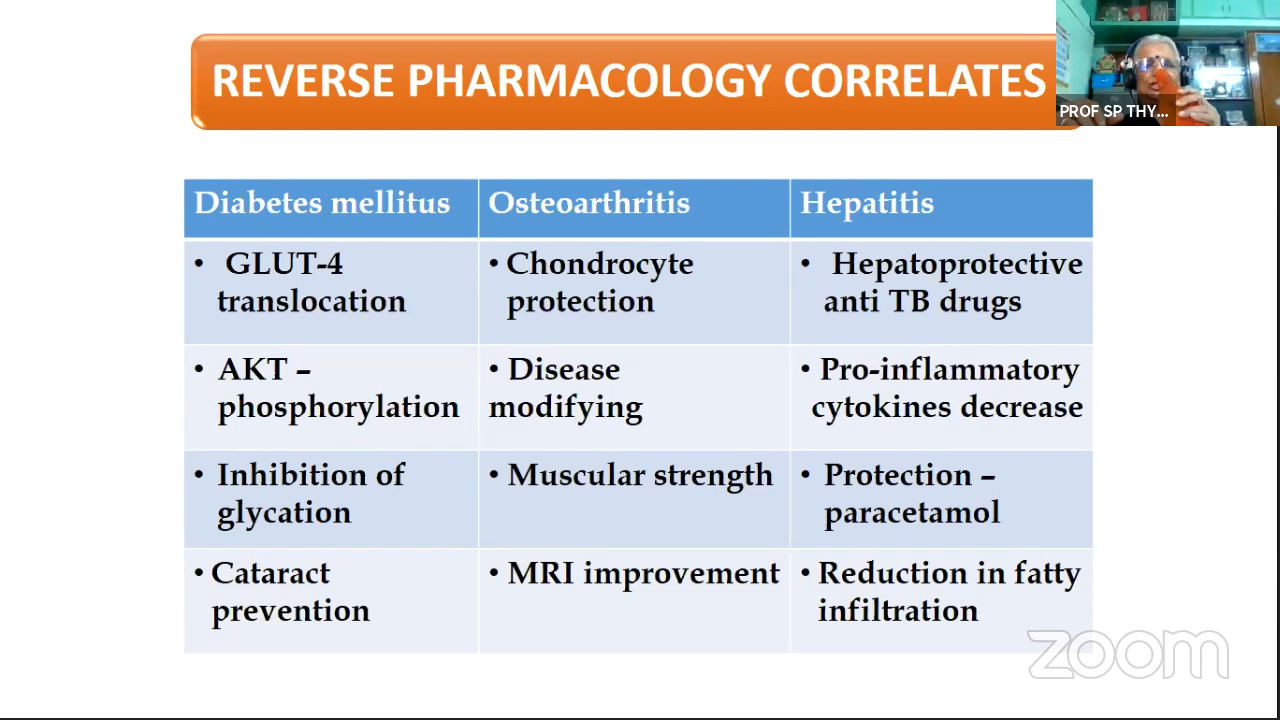 REVERSE PHARMACOLOGY CORRELATES
PROF SP THY...
Diabetes mellitus
Osteoarthritis
Hepatitis
• GLUT-4
translocation
• Chondrocyte
protection
• Hepatoprotective
anti TB drugs
• AKT –
phosphorylation
• Disease
modifying
• Pro-inflammatory
cytokines decrease
• Inhibition of
glycation
• Muscular strength
• Protection –
paracetamol
• Cataract
prevention
• MRI improvement
• Reduction in fatty
infiltration
zoom